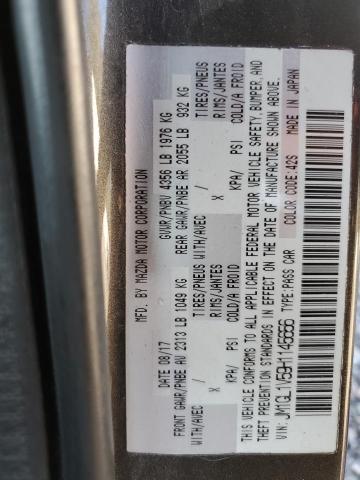 MFD. BY MAZDA MOTOR CORPORATION
DATE 08/17 GVWR/PNBV 4356 LB 1976 KG
FRONT GAWR/PNBE AV 2313 LB 1049 KG REAR GAWR/PNBE AR 2055 LB 932 KG
WITH/AVEC / TIRES/PNEUS WITH/AVEC / TIRES/PNEUS
X RIMS/JANTES X RIMS/JANTES
KPA/ PSI COLD/A FROID KPA/ PSI COLD/A FROID
THIS VEHICLE CONFORMS TO ALL APPLICABLE FEDERAL MOTOR VEHICLE SAFETY, BUMPER, AND
THEFT PREVENTION STANDARDS IN EFFECT ON THE DATE OF MANUFACTURE SHOWN ABOVE.
VIN: JM1GL1V59H1145656 TYPE: PASS CAR COLOR CODE: 42S MADE IN JAPAN